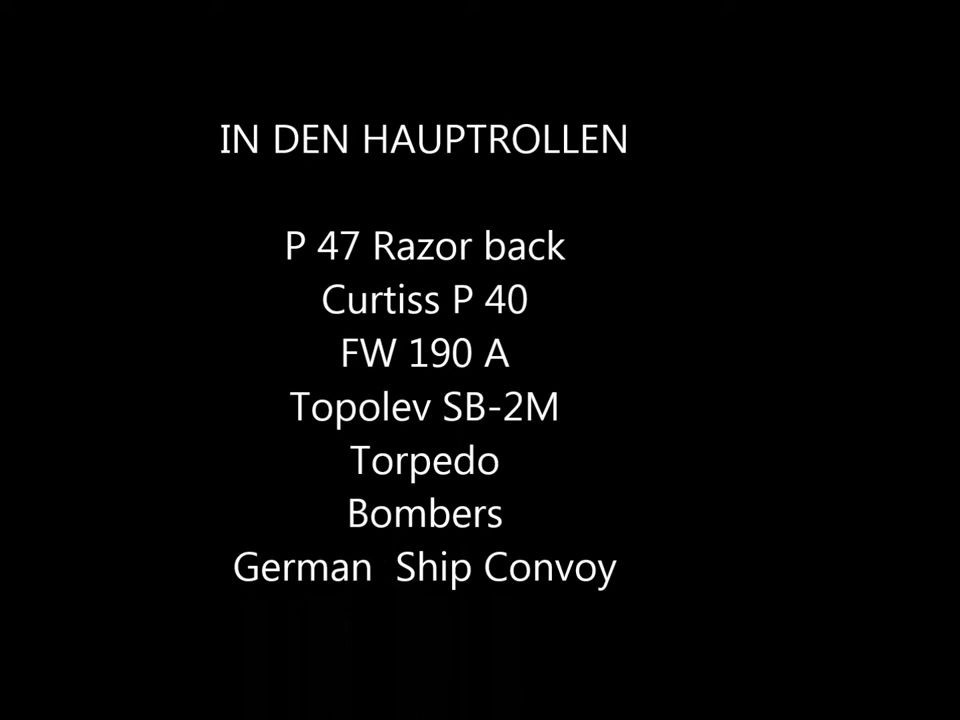 IN DEN HAUPTROLLEN
P 47 Razor back
Curtiss P 40
FW 190 A
Topolev SB-2M
Torpedo
Bombers
German Ship Convoy